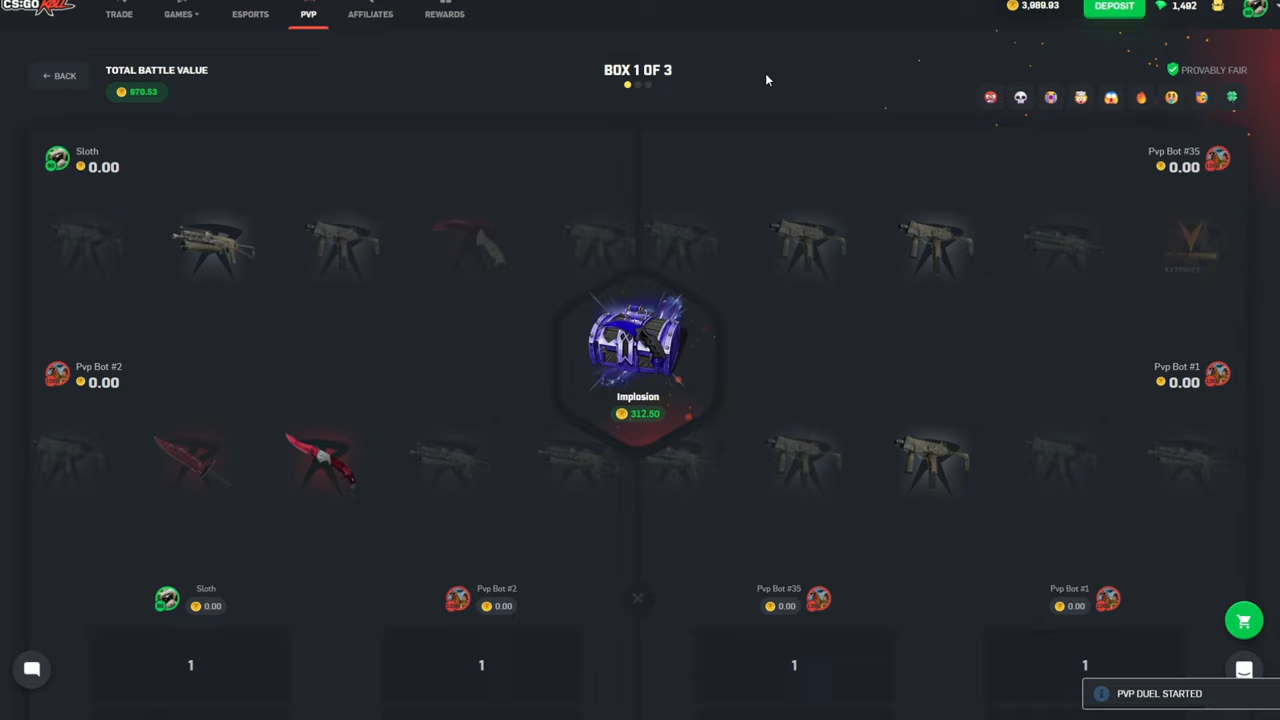 CS:GO ROLL
TRADE
GAMES
ESPORTS
PVP
AFFILIATES
REWARDS
3,989.93
DEPOSIT
1,492
← BACK
TOTAL BATTLE VALUE
970.53
BOX 1 OF 3
PROVABLY FAIR
Sloth
0.00
Pvp Bot #35
0.00
KATOWICE
Pvp Bot #2
0.00
Pvp Bot #1
0.00
Implosion
312.50
Sloth
0.00
Pvp Bot #2
0.00
Pvp Bot #35
0.00
Pvp Bot #1
0.00
1
1
1
1
PVP DUEL STARTED